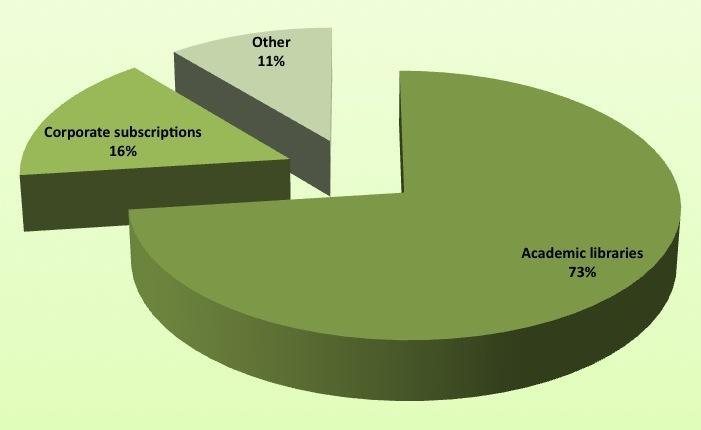 Other
11%
Corporate subscriptions
16%
Academic libraries
73%